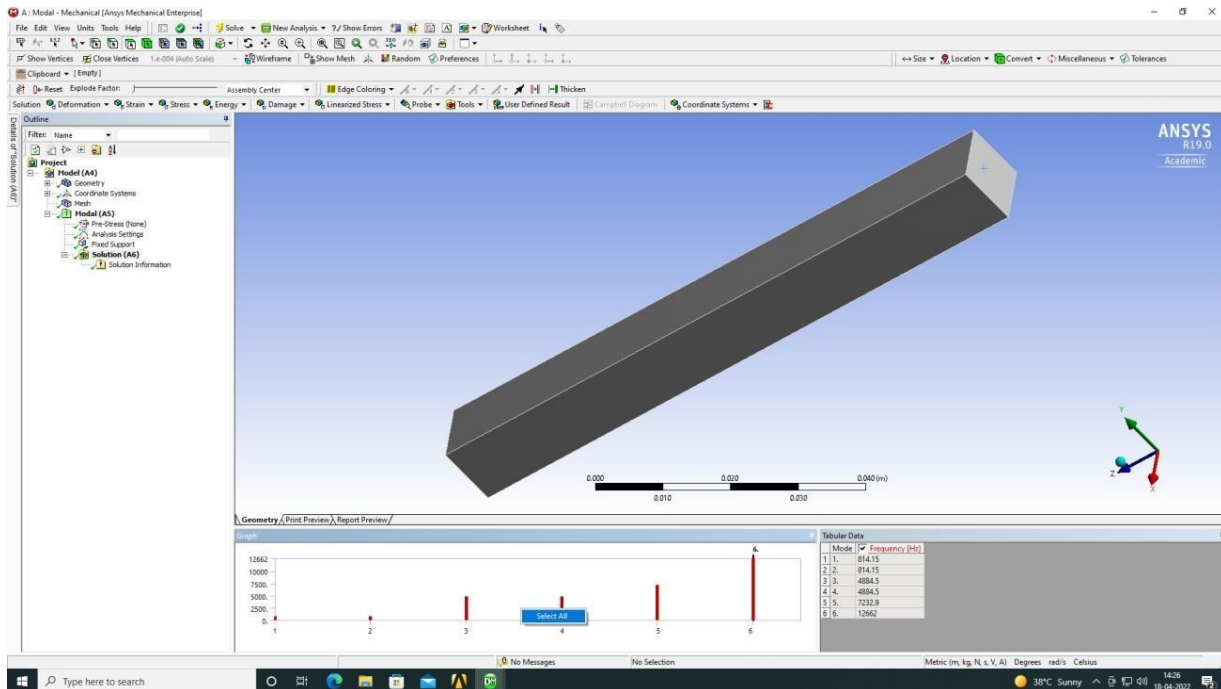 A : Modal - Mechanical [Ansys Mechanical Enterprise]
File Edit View Units Tools Help Solve New Analysis ?/ Show Errors A Worksheet
Show Vertices Close Vertices 1.e-004 (Auto Scale) Wireframe Show Mesh Random Preferences Size Location Convert Miscellaneous Tolerances
Clipboard [ Empty ]
Reset Explode Factor: Assembly Center Edge Coloring Thicken
Solution Deformation Strain Stress Energy Damage Linearized Stress Probe Tools User Defined Result Campbell Diagram Coordinate Systems
Details of "Solution (A6)"
Outline
Filter: Name
Project
Model (A4)
Geometry
Coordinate Systems
Mesh
Modal (A5)
Pre-Stress (None)
Analysis Settings
Fixed Support
Solution (A6)
Solution Information
ANSYS
R19.0
Academic
Y
Z
X
0.000 0.020 0.040 (m)
0.010 0.030
Geometry Print Preview Report Preview
Graph
6.
12662
10000
7500.
5000.
2500.
0.
1 2 3 4 5 6
Select All
Tabular Data
Mode Frequency [Hz]
1 1. 814.15
2 2. 814.15
3 3. 4884.5
4 4. 4884.5
5 5. 7232.9
6 6. 12662
No Messages No Selection Metric (m, kg, N, s, V, A) Degrees rad/s Celsius
Type here to search DM 38°C Sunny 14:26
18-04-2022